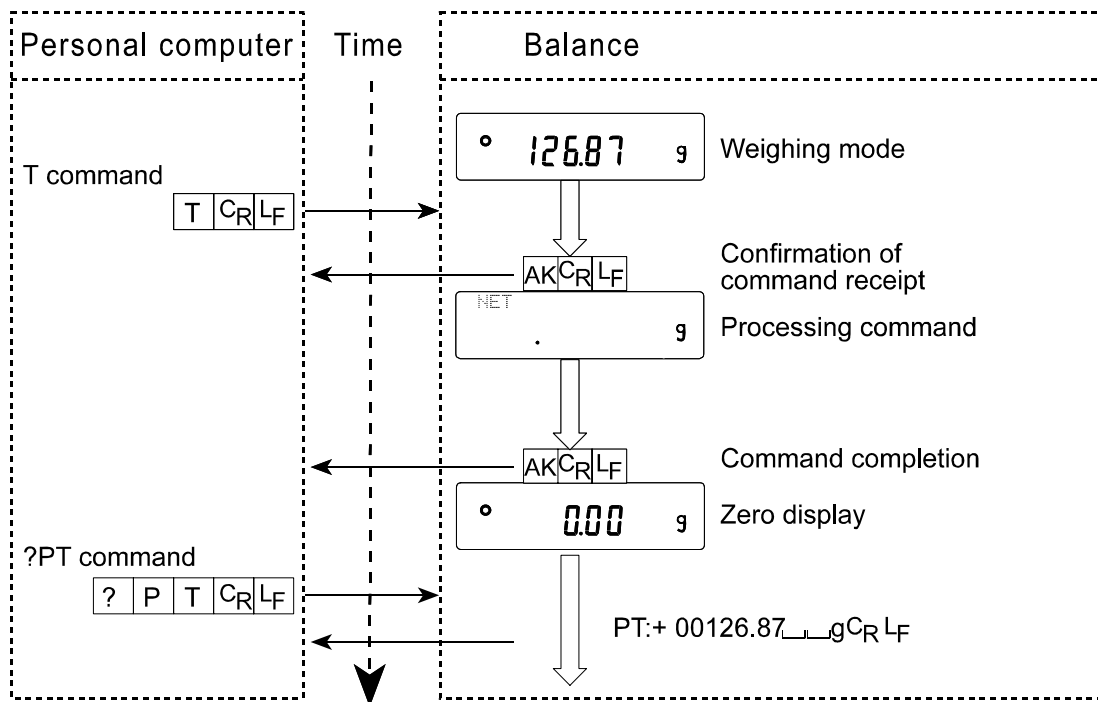 Personal computer
Time
Balance
126.87 g
Weighing mode
T command
T CR LF
AK CR LF
Confirmation of
command receipt
NET
. g
Processing command
AK CR LF
Command completion
0.00 g
Zero display
?PT command
? P T CR LF
PT:+ 00126.87␣␣gCR LF